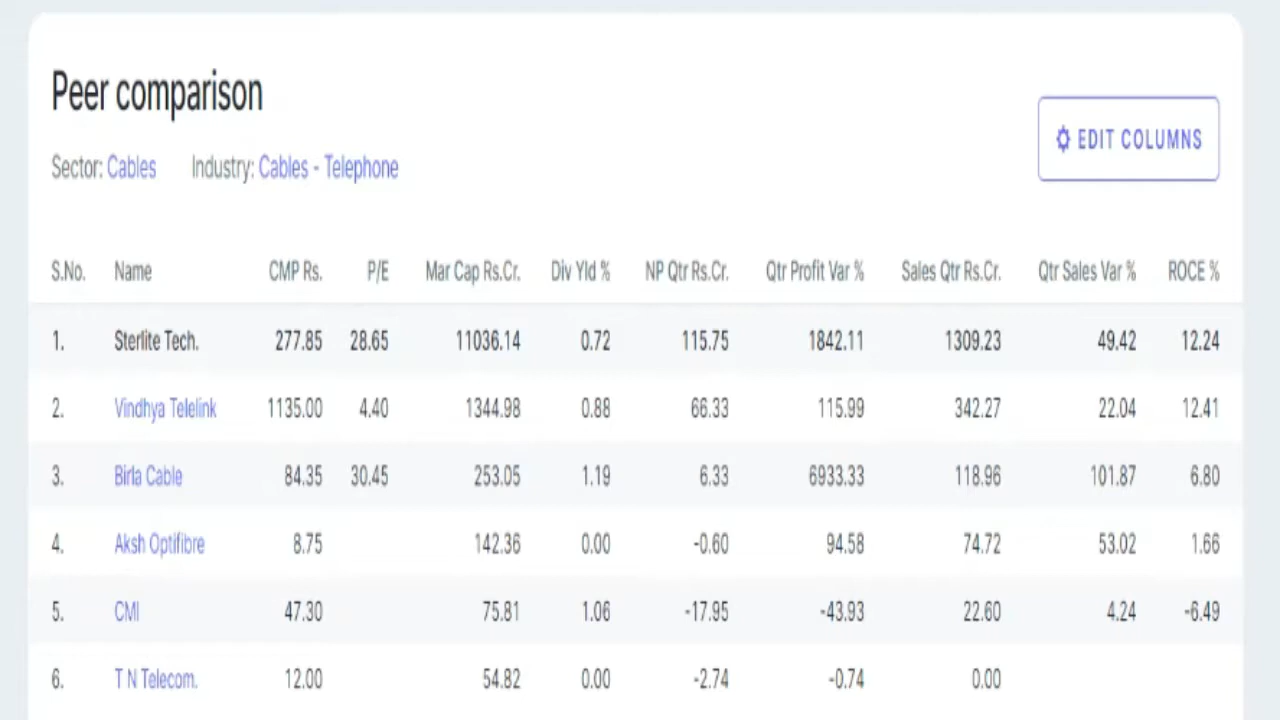 Peer comparison
EDIT COLUMNS
Sector: Cables Industry: Cables - Telephone
S.No. Name CMP Rs. P/E Mar Cap Rs.Cr. Div Yld % NP Qtr Rs.Cr. Qtr Profit Var % Sales Qtr Rs.Cr. Qtr Sales Var % ROCE %
1. Sterlite Tech. 277.85 28.65 11036.14 0.72 115.75 1842.11 1309.23 49.42 12.24
2. Vindhya Telelink 1135.00 4.40 1344.98 0.88 66.33 115.99 342.27 22.04 12.41
3. Birla Cable 84.35 30.45 253.05 1.19 6.33 6933.33 118.96 101.87 6.80
4. Aksh Optifibre 8.75 142.36 0.00 -0.60 94.58 74.72 53.02 1.66
5. CMI 47.30 75.81 1.06 -17.95 -43.93 22.60 4.24 -6.49
6. T N Telecom. 12.00 54.82 0.00 -2.74 -0.74 0.00